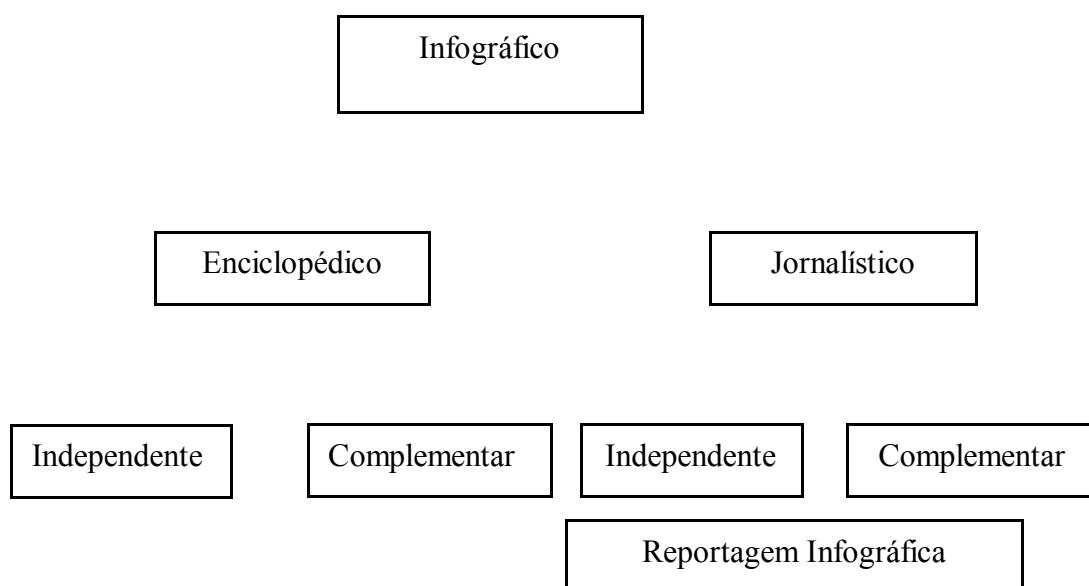 Infográfico
Enciclopédico
Jornalístico
Independente
Complementar
Independente
Complementar
Reportagem Infográfica